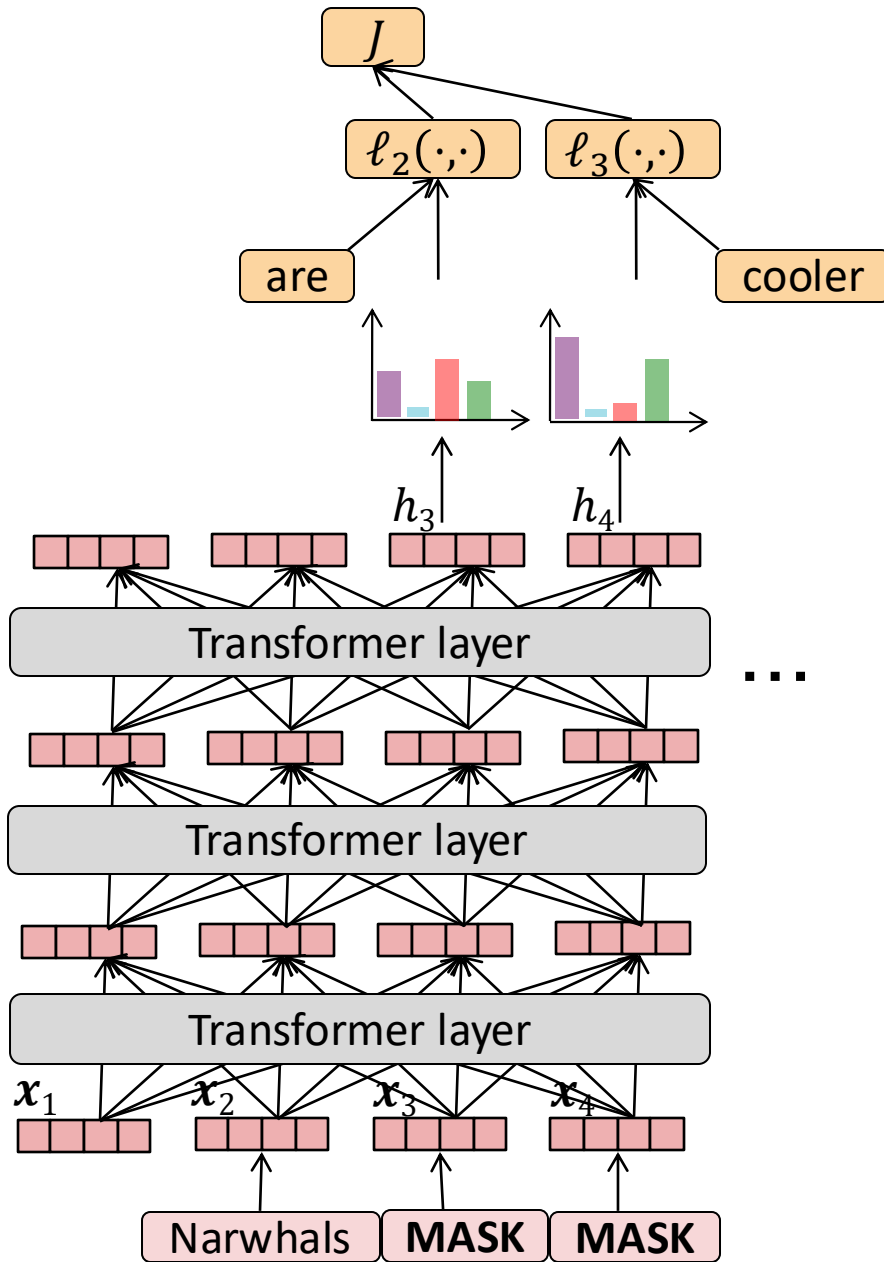 J
ℓ₂(·,·) ℓ₃(·,·)
are cooler
h₃ h₄
Transformer layer
...
Transformer layer
Transformer layer
x₁ x₂ x₃ x₄
Narwhals MASK MASK